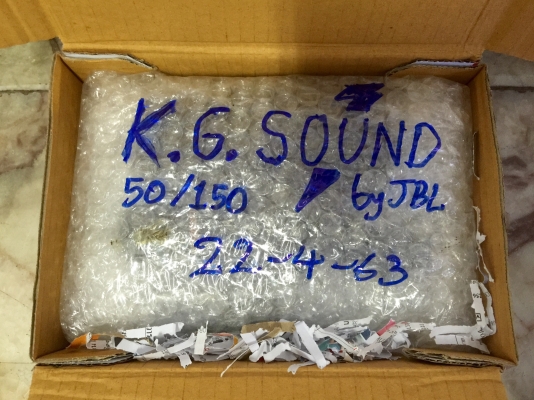 K.G. SOUND
50/150 by JBL
22-4-63